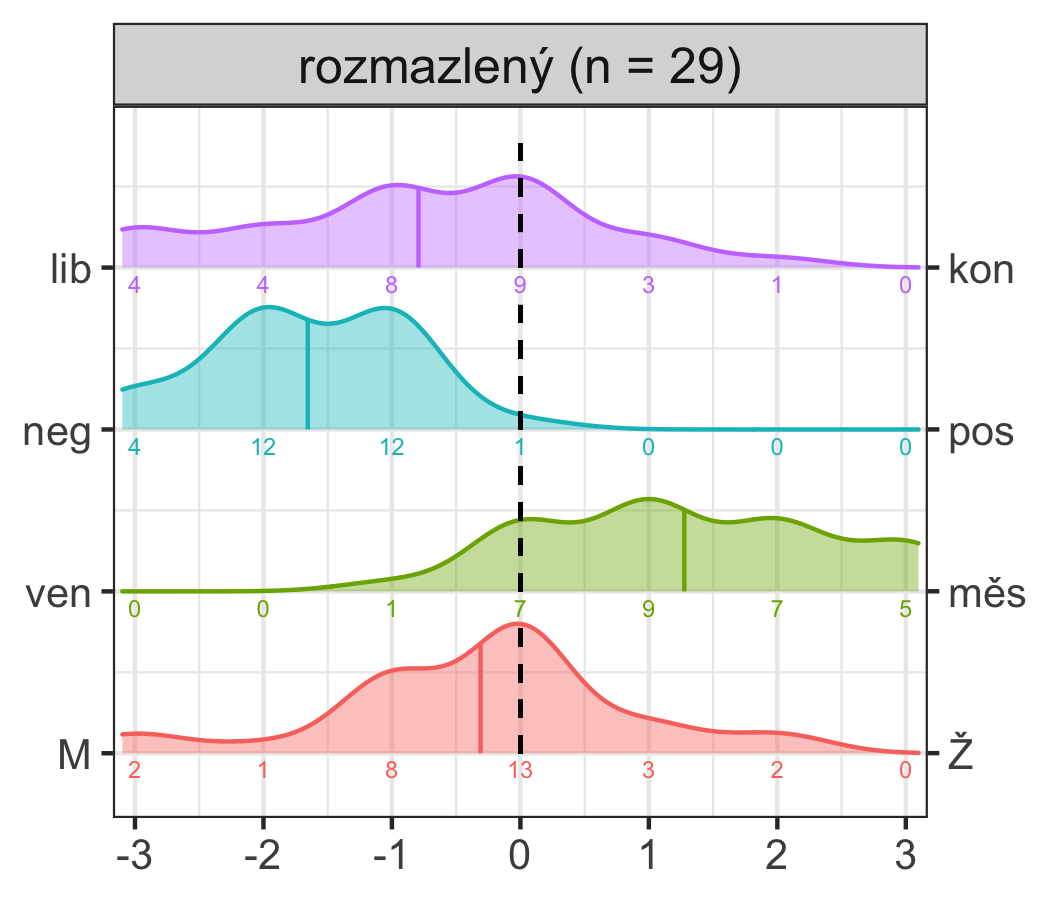 rozmazlený (n = 29)
lib kon
4 4 8 9 3 1 0
neg pos
4 12 12 1 0 0 0
ven měs
0 0 1 7 9 7 5
M Ž
2 1 8 13 3 2 0
-3 -2 -1 0 1 2 3